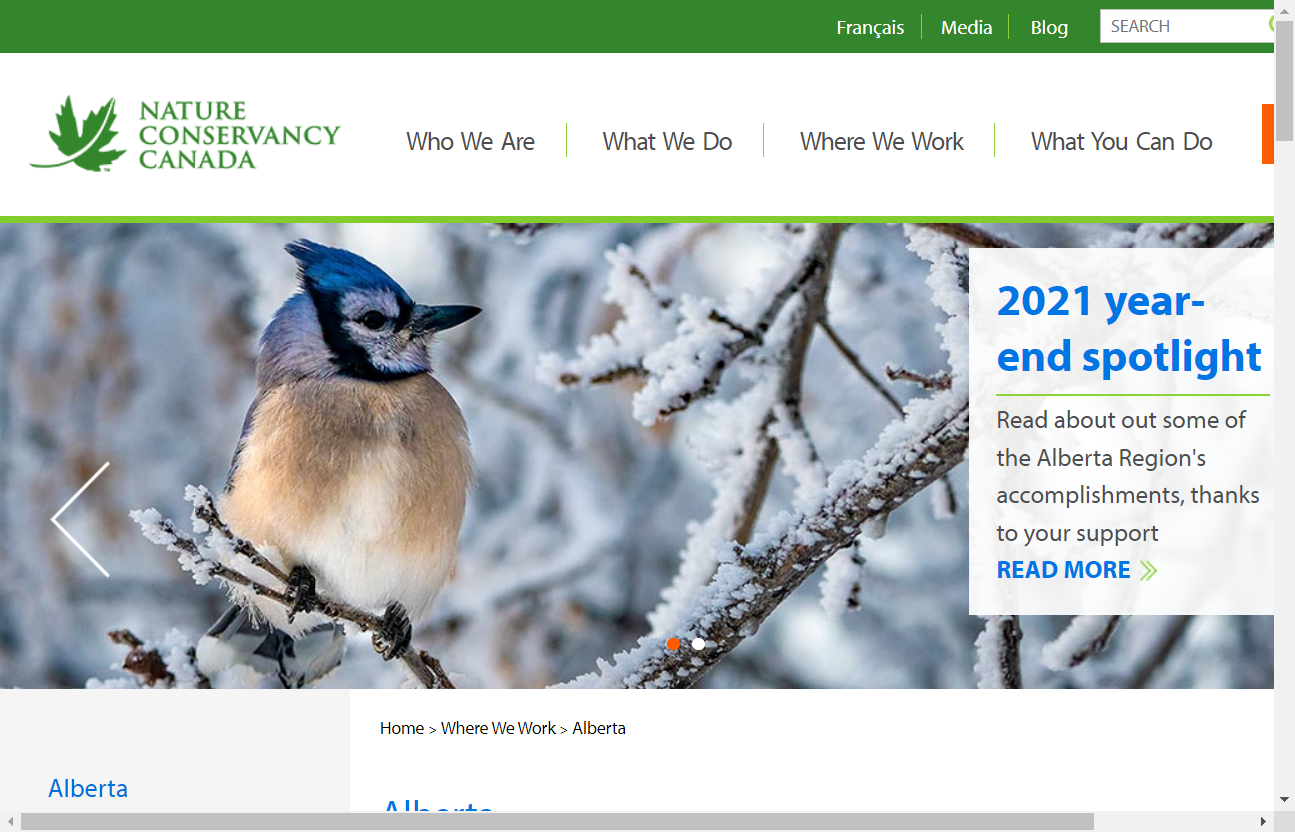 Français
Media
Blog
SEARCH
NATURE
CONSERVANCY
CANADA
™
Who We Are
What We Do
Where We Work
What You Can Do
2021 year-
end spotlight
Read about out some of
the Alberta Region's
accomplishments, thanks
to your support
READ MORE
Home > Where We Work > Alberta
Alberta
Alberta